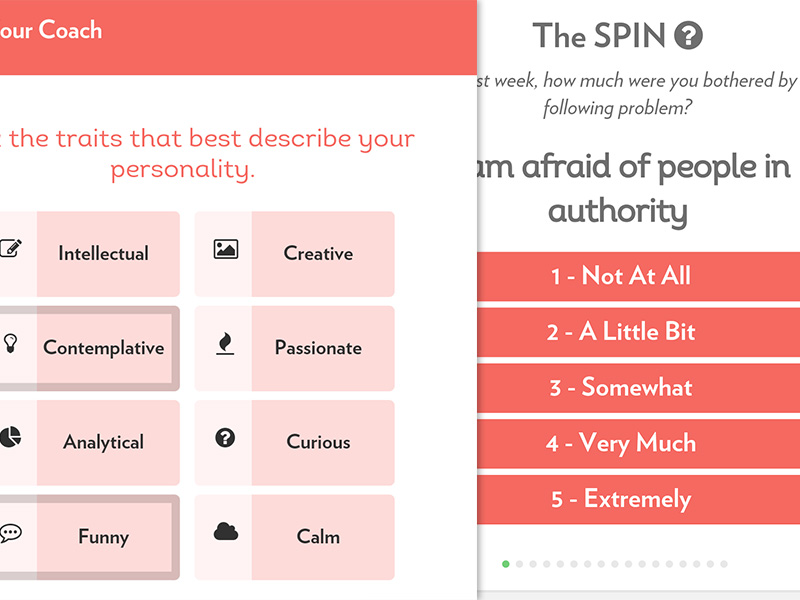 our Coach
the traits that best describe your
personality.
Intellectual
Creative
Contemplative
Passionate
Analytical
Curious
Funny
Calm
The SPIN ?
st week, how much were you bothered by
following problem?
am afraid of people in
authority
1 - Not At All
2 - A Little Bit
3 - Somewhat
4 - Very Much
5 - Extremely